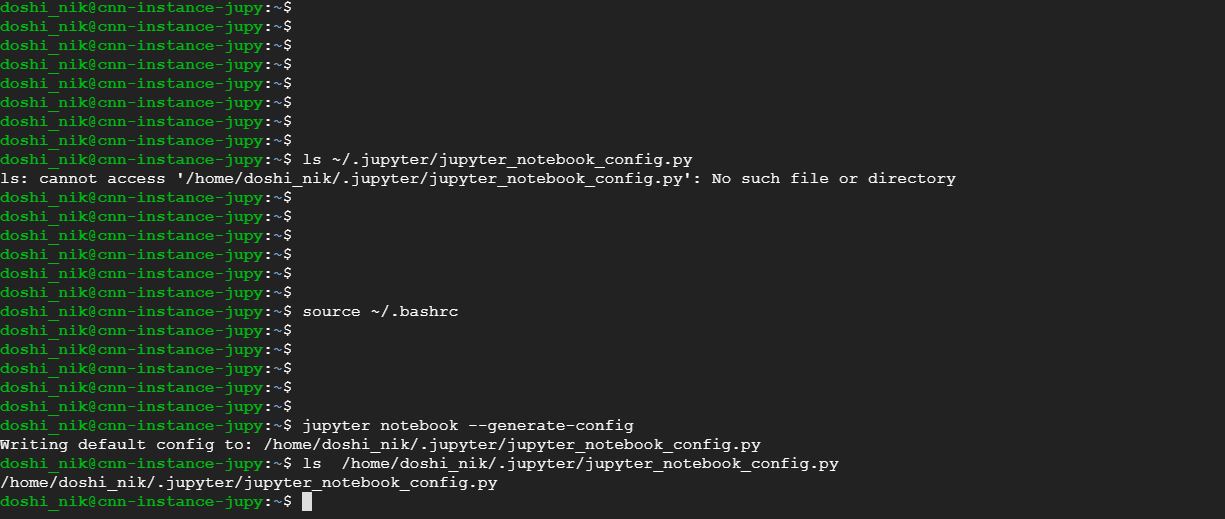 doshi_nik@cnn-instance-jupy:~$
doshi_nik@cnn-instance-jupy:~$
doshi_nik@cnn-instance-jupy:~$
doshi_nik@cnn-instance-jupy:~$
doshi_nik@cnn-instance-jupy:~$
doshi_nik@cnn-instance-jupy:~$
doshi_nik@cnn-instance-jupy:~$
doshi_nik@cnn-instance-jupy:~$
doshi_nik@cnn-instance-jupy:~$ ls ~/.jupyter/jupyter_notebook_config.py
ls: cannot access '/home/doshi_nik/.jupyter/jupyter_notebook_config.py': No such file or directory
doshi_nik@cnn-instance-jupy:~$
doshi_nik@cnn-instance-jupy:~$
doshi_nik@cnn-instance-jupy:~$
doshi_nik@cnn-instance-jupy:~$
doshi_nik@cnn-instance-jupy:~$
doshi_nik@cnn-instance-jupy:~$
doshi_nik@cnn-instance-jupy:~$ source ~/.bashrc
doshi_nik@cnn-instance-jupy:~$
doshi_nik@cnn-instance-jupy:~$
doshi_nik@cnn-instance-jupy:~$
doshi_nik@cnn-instance-jupy:~$
doshi_nik@cnn-instance-jupy:~$
doshi_nik@cnn-instance-jupy:~$ jupyter notebook --generate-config
Writing default config to: /home/doshi_nik/.jupyter/jupyter_notebook_config.py
doshi_nik@cnn-instance-jupy:~$ ls  /home/doshi_nik/.jupyter/jupyter_notebook_config.py
/home/doshi_nik/.jupyter/jupyter_notebook_config.py
doshi_nik@cnn-instance-jupy:~$